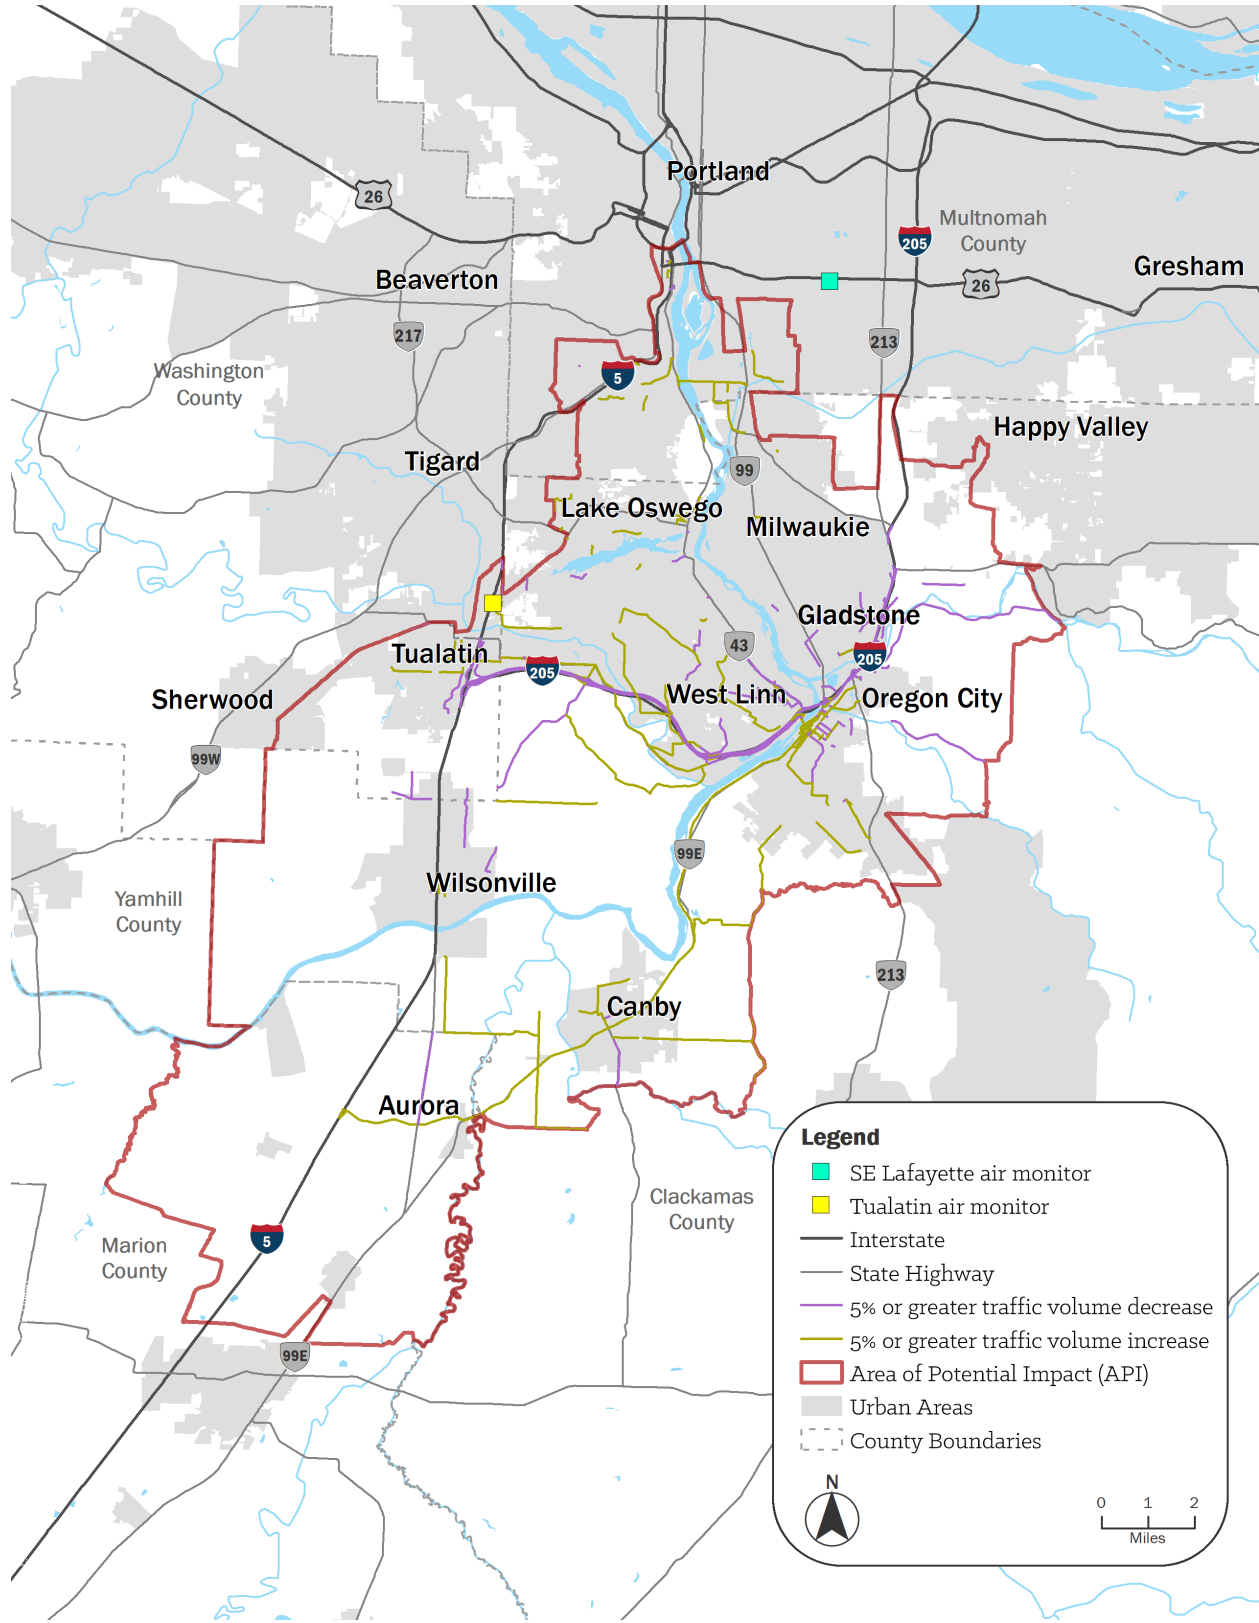 Portland
26
Multnomah
County
205
Gresham
Beaverton
26
217
213
Washington
County
5
Happy Valley
Tigard
99
Lake Oswego
Milwaukie
Gladstone
43
Tualatin
205
205
West Linn
Oregon City
Sherwood
99W
99E
Wilsonville
Yamhill
County
213
Canby
Aurora
Clackamas
County
5
Marion
County
99E
Legend
SE Lafayette air monitor
Tualatin air monitor
Interstate
State Highway
5% or greater traffic volume decrease
5% or greater traffic volume increase
Area of Potential Impact (API)
Urban Areas
County Boundaries
N
0 1 2
Miles